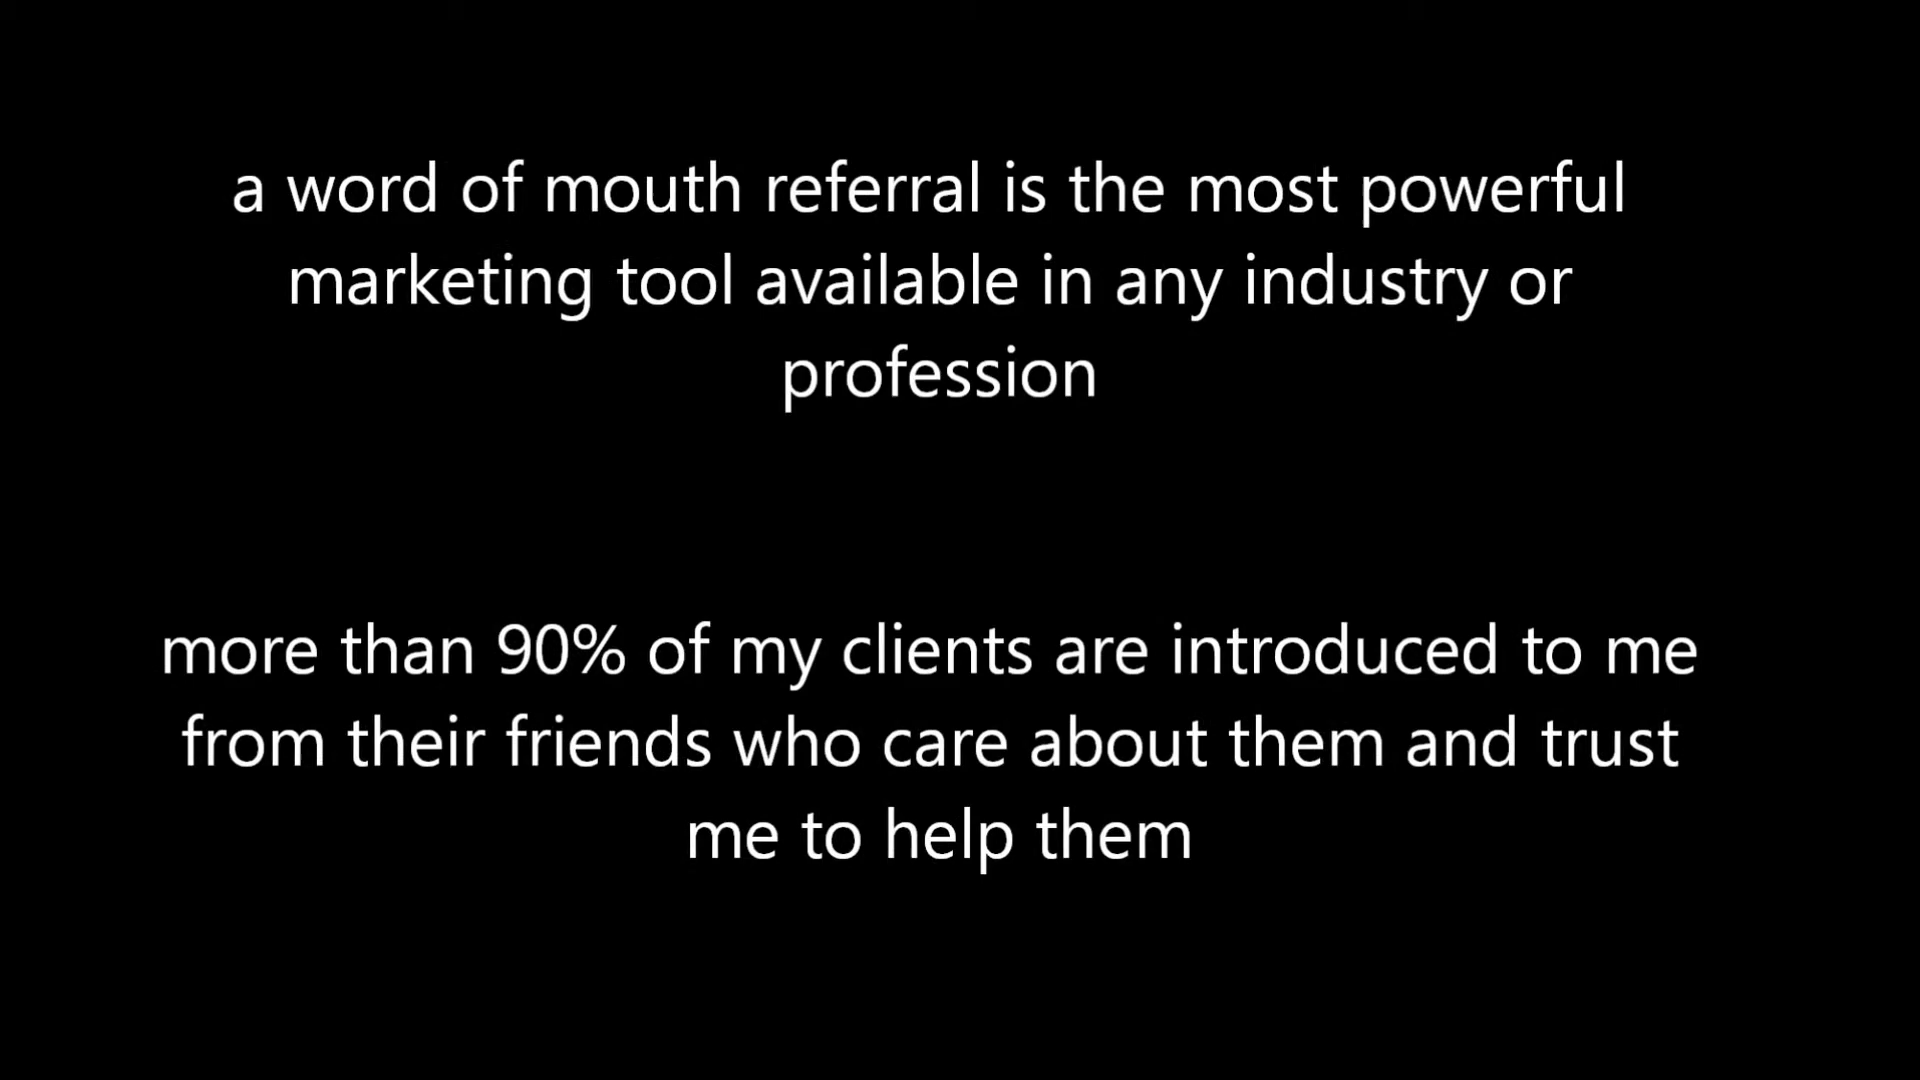 a word of mouth referral is the most powerful
marketing tool available in any industry or
profession
more than 90% of my clients are introduced to me
from their friends who care about them and trust
me to help them